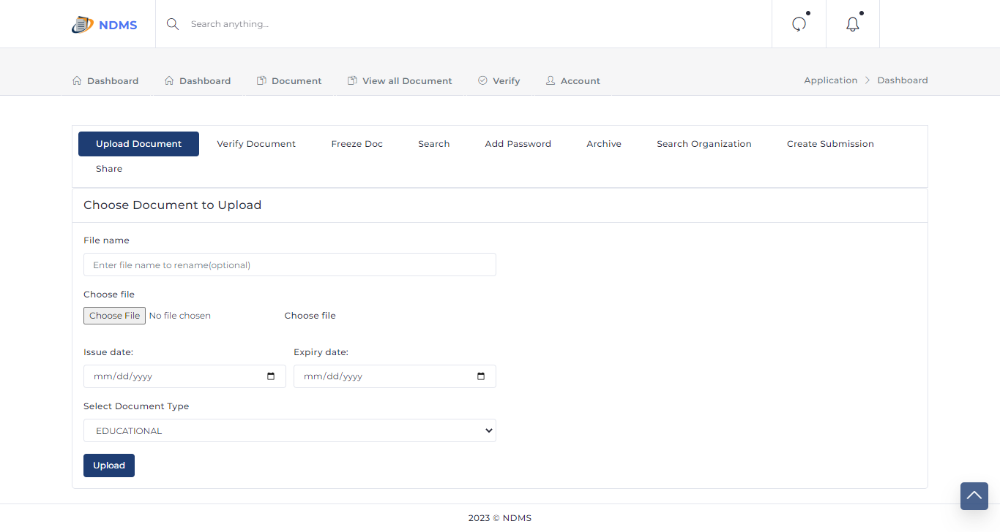 NDMS
Search anything...
Dashboard Dashboard Document View all Document Verify Account Application Dashboard
Upload Document Verify Document Freeze Doc Search Add Password Archive Search Organization Create Submission
Share
Choose Document to Upload
File name
Enter file name to rename(optional)
Choose file
Choose File No file chosen Choose file
Issue date: Expiry date:
mm/dd/yyyy mm/dd/yyyy
Select Document Type
EDUCATIONAL
Upload
2023 © NDMS